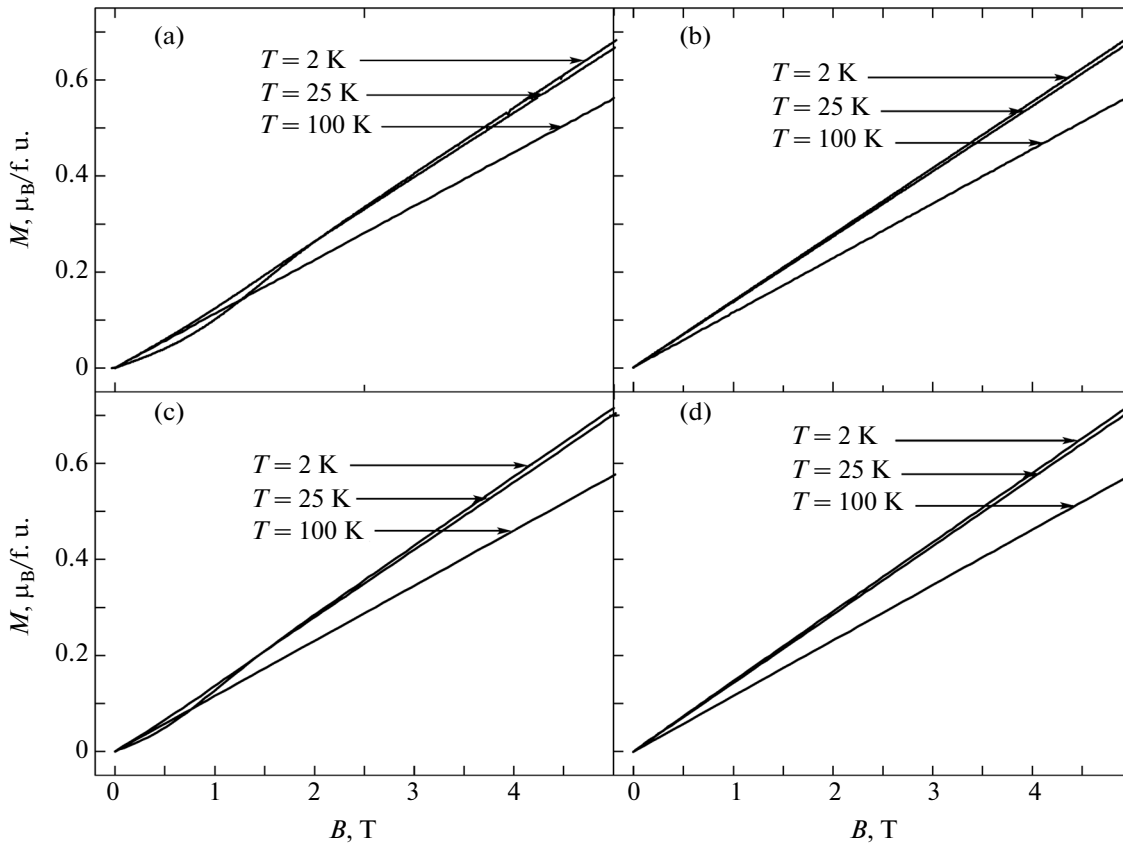 (a)
T = 2 K
T = 25 K
T = 100 K
(b)
T = 2 K
T = 25 K
T = 100 K
0.6
0.4
0.2
0
M, μB/f. u.
(c)
T = 2 K
T = 25 K
T = 100 K
(d)
T = 2 K
T = 25 K
T = 100 K
0.6
0.4
0.2
0
M, μB/f. u.
0 1 2 3 4
0 1 2 3 4
B, T
B, T